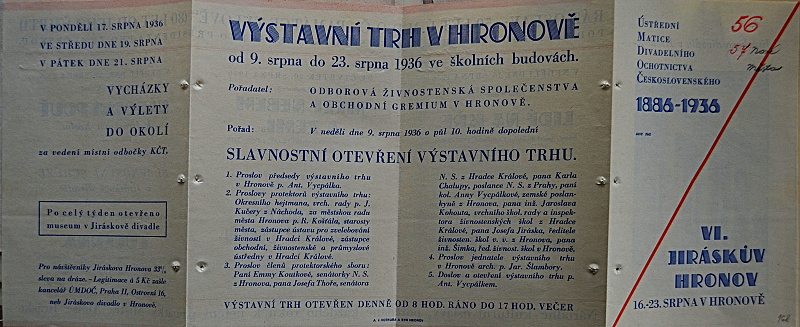 V PONDĚLÍ 17. SRPNA 1936
VE STŘEDU DNE 19. SRPNA
V PÁTEK DNE 21. SRPNA
VYCHÁZKY
A VÝLETY
DO OKOLÍ
za vedení místní odbočky KČT.
Po celý týden otevřeno
museum v Jiráskově divadle
Pro návštěvníky Jiráskova Hronova 33%
sleva na dráze. - Legitimace à 5 Kč zašle
kancelář ÚMDOČ, Praha II, Ostrovní 16,
neb Jiráskovo divadlo v Hronově.
VÝSTAVNÍ TRH V HRONOVĚ
od 9. srpna do 23. srpna 1936 ve školních budovách.
Pořadatel: ODBOROVÁ ŽIVNOSTENSKÁ SPOLEČENSTVA
A OBCHODNÍ GREMIUM V HRONOVĚ.
Pořad: V neděli dne 9. srpna 1936 o půl 10. hodině dopolední
SLAVNOSTNÍ OTEVŘENÍ VÝSTAVNÍHO TRHU.
1. Proslov předsedy výstavního trhu
v Hronově p. Ant. Vycpálka.
2. Proslovy protektorů výstavního trhu:
Okresního hejtmana, vrch. rady p. J.
Kučery z Náchoda, za městskou radu
města Hronova p. R. Košťála, starosty
města, zástupce ústavu pro zvelebování
živností v Hradci Králové, zástupce
obchodní, živnostenské a průmyslové
ústředny v Hradci Králové.
3. Proslov členů protektorského sboru:
Paní Emmy Koutkové, senátorky N. S.
z Hronova, pana Josefa Thoře, senátora
N. S. z Hradce Králové, pana Karla
Chalupy, poslance N. S. z Prahy, paní
kol. Anny Vycpálkové, zemské poslan-
kyně z Hronova, pana inž. Jaroslava
Kohouta, vrchního škol. rady a inspek-
tora živnostenských škol z Hradce
Králové, pana Josefa Jiráska, ředitele
živnosten. škol v. v. z Hronova, pana
inž. Šimka, řed. živnost. škol v Hronově.
4. Proslov jednatele výstavního trhu
v Hronově arch. p. Jar. Šlambory.
5. Doslov a otevření výstavního trhu p.
Ant. Vycpálkem.
VÝSTAVNÍ TRH OTEVŘEN DENNĚ OD 8 HOD. RÁNO DO 17 HOD. VEČER
ÚSTŘEDNÍ
MATICE
DIVADELNÍHO
OCHOTNICTVA
ČESKOSLOVENSKÉHO
1886-1936
56
57
VI.
JIRÁSKŮV
HRONOV
16.-23. SRPNA V HRONOVĚ